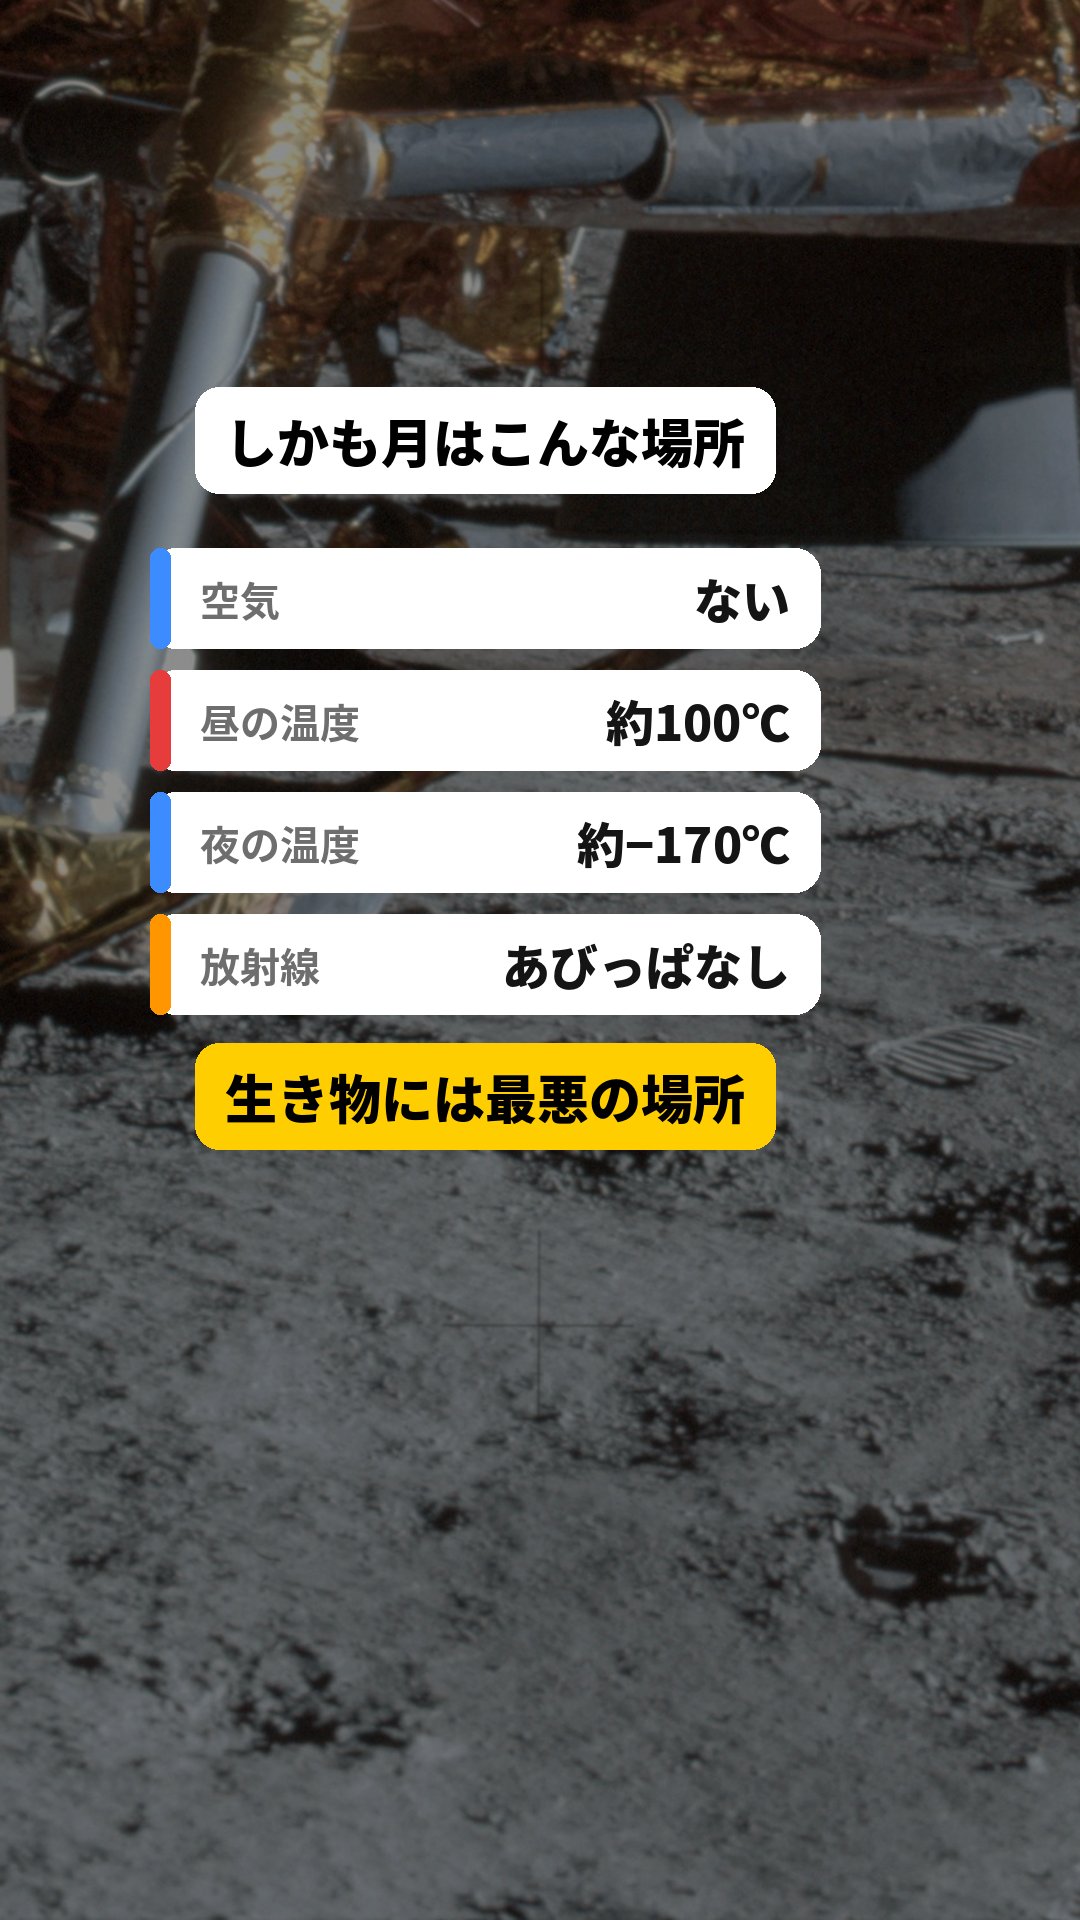 しかも月はこんな場所
空気 ない
昼の温度 約100℃
夜の温度 約−170℃
放射線 あびっぱなし
生き物には最悪の場所